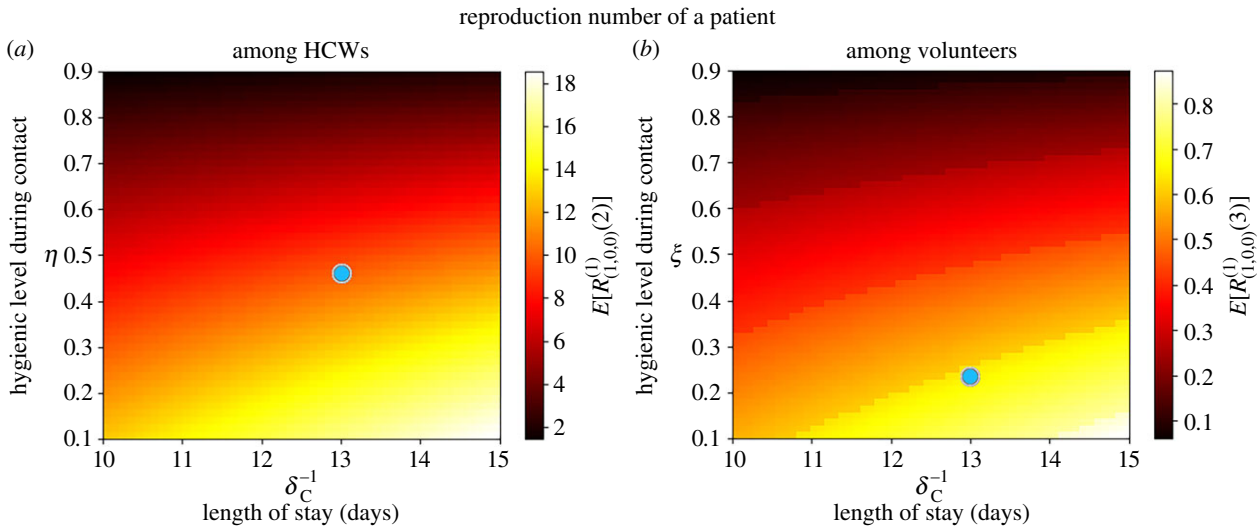 reproduction number of a patient
(a)
among HCWs
0.9
0.8
0.7
0.6
η 0.5
0.4
0.3
0.2
0.1
hygienic level during contact
10 11 12 13 14 15
δ_C^{-1}
length of stay (days)
18
16
14
12
10
8
6
4
2
E[R^{(1)}_{(1,0,0)}(2)]
(b)
among volunteers
0.9
0.8
0.7
0.6
ξ 0.5
0.4
0.3
0.2
0.1
hygienic level during contact
10 11 12 13 14 15
δ_C^{-1}
length of stay (days)
0.8
0.7
0.6
0.5
0.4
0.3
0.2
0.1
E[R^{(1)}_{(1,0,0)}(3)]